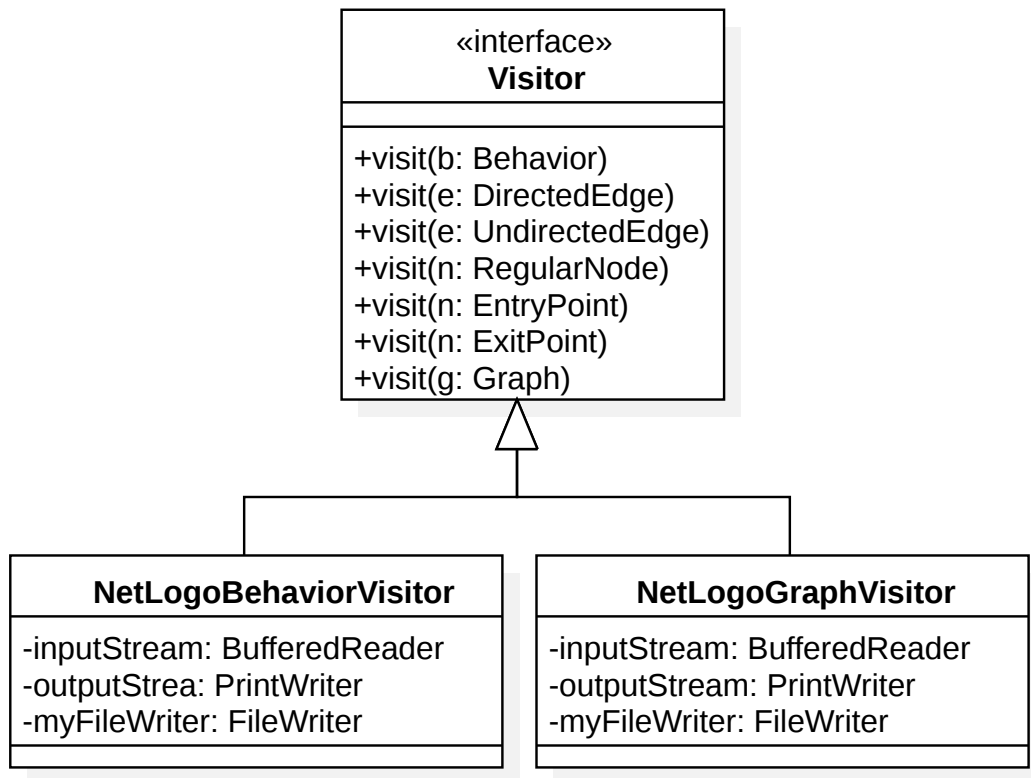 «interface»
Visitor
+visit(b: Behavior)
+visit(e: DirectedEdge)
+visit(e: UndirectedEdge)
+visit(n: RegularNode)
+visit(n: EntryPoint)
+visit(n: ExitPoint)
+visit(g: Graph)
NetLogoBehaviorVisitor
-inputStream: BufferedReader
-outputStrea: PrintWriter
-myFileWriter: FileWriter
NetLogoGraphVisitor
-inputStream: BufferedReader
-outputStream: PrintWriter
-myFileWriter: FileWriter